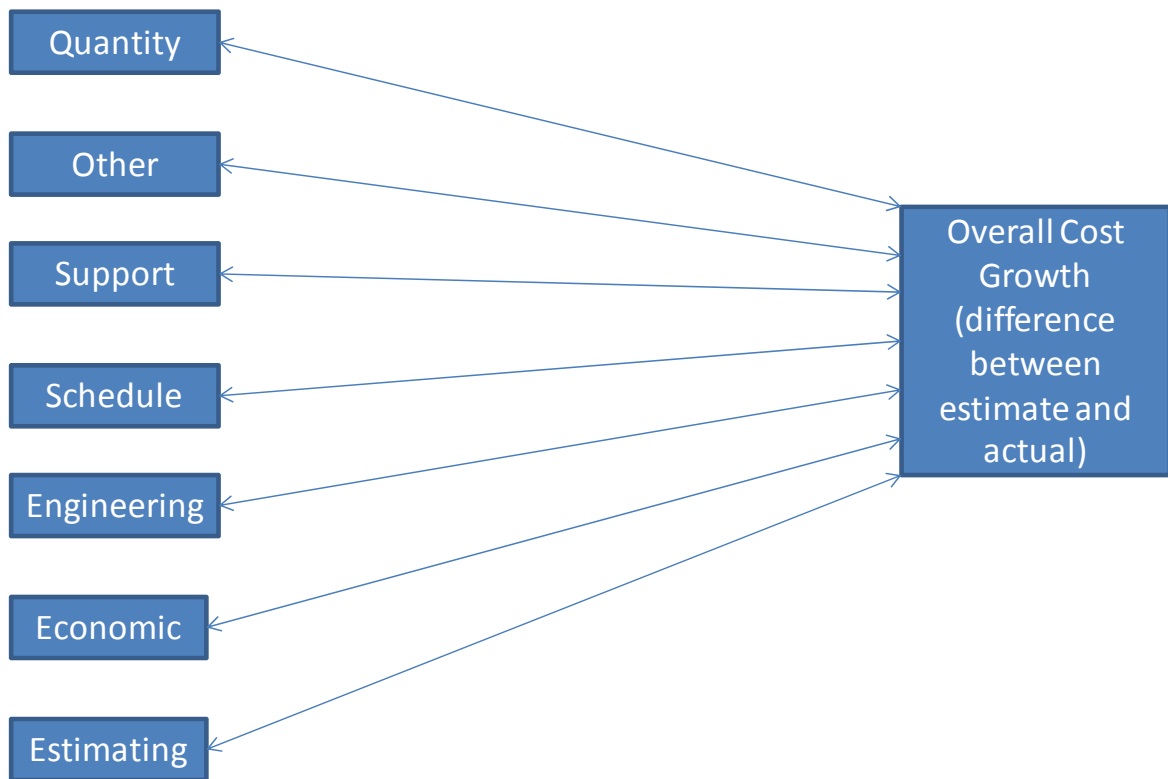 Quantity
Other
Support
Schedule
Engineering
Economic
Estimating
Overall Cost
Growth
(difference
between
estimate and
actual)